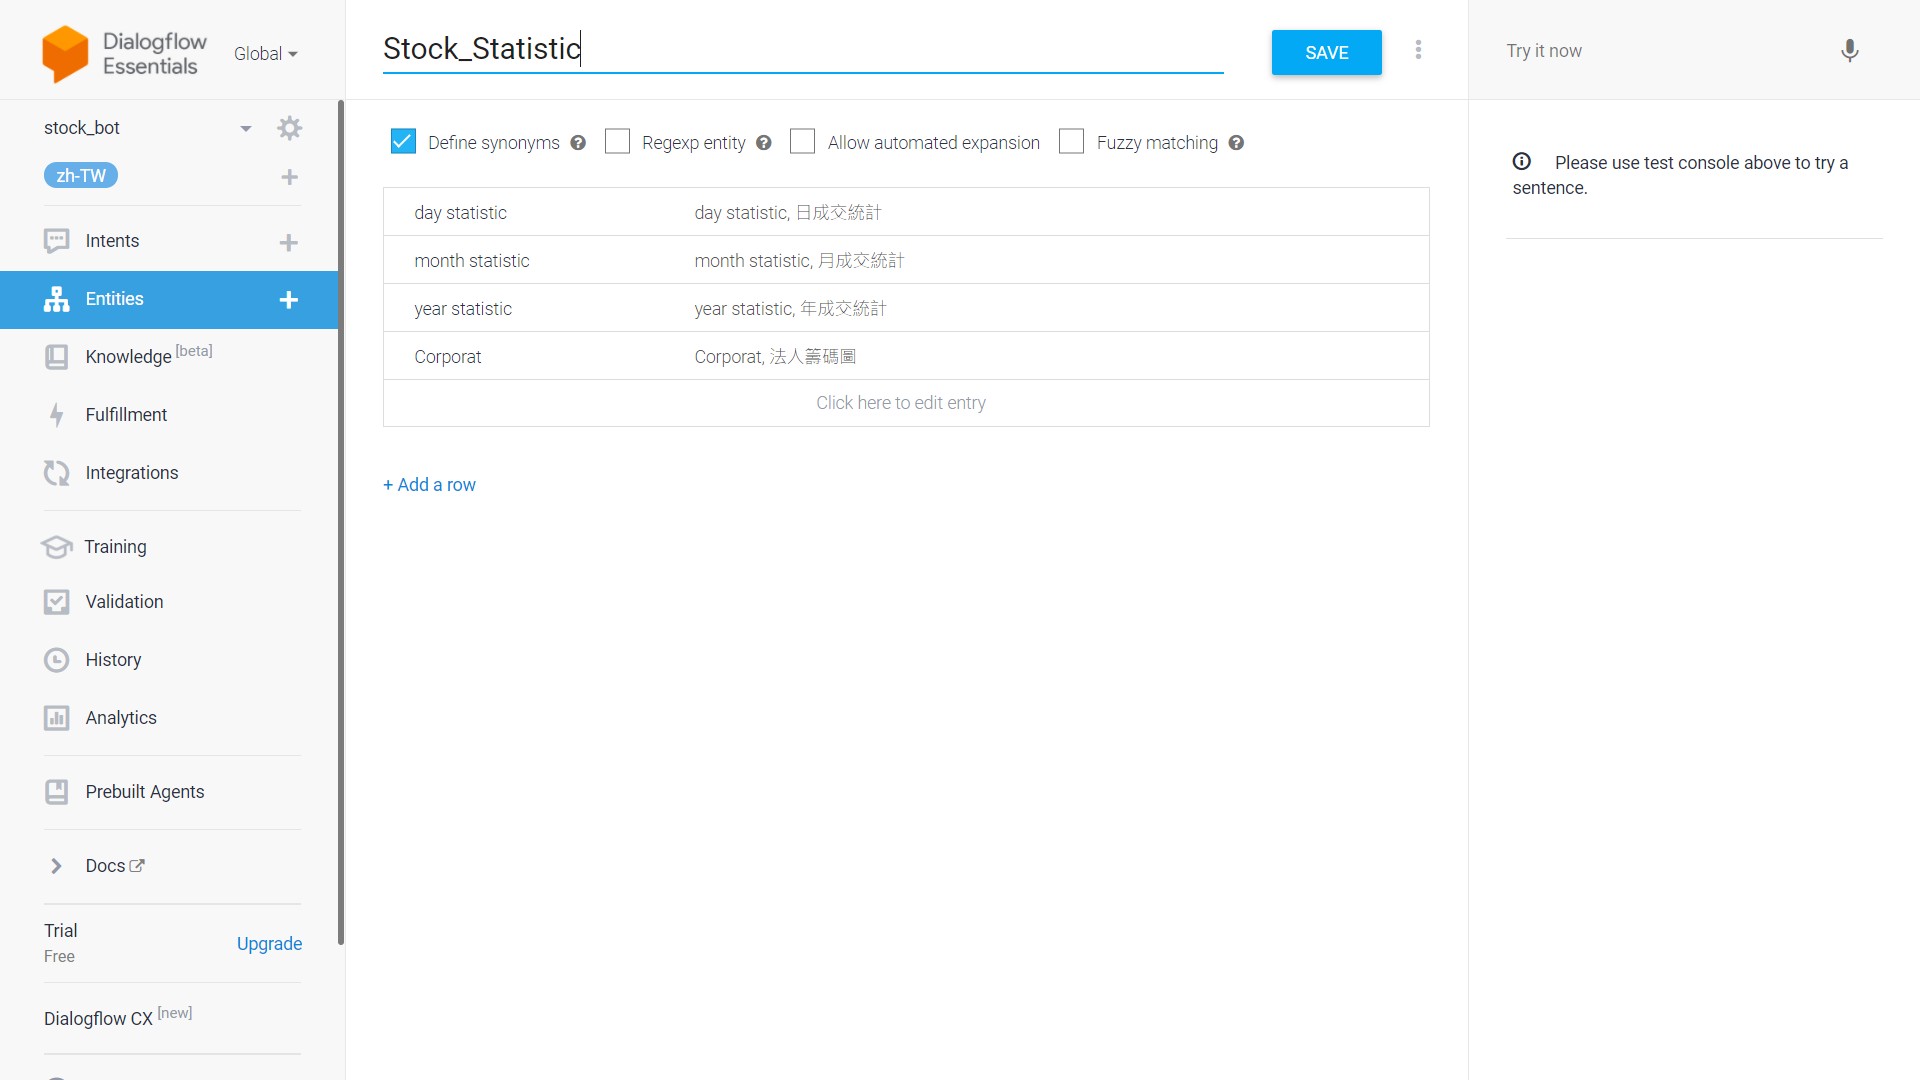 Dialogflow
Essentials
Global
stock_bot
zh-TW
Intents
Entities
Knowledge [beta]
Fulfillment
Integrations
Training
Validation
History
Analytics
Prebuilt Agents
Docs
Trial
Free
Upgrade
Dialogflow CX [new]
Stock_Statistic
SAVE
Define synonyms
Regexp entity
Allow automated expansion
Fuzzy matching
day statistic day statistic, 日成交統計
month statistic month statistic, 月成交統計
year statistic year statistic, 年成交統計
Corporat Corporat, 法人籌碼圖
Click here to edit entry
+ Add a row
Try it now
Please use test console above to try a
sentence.